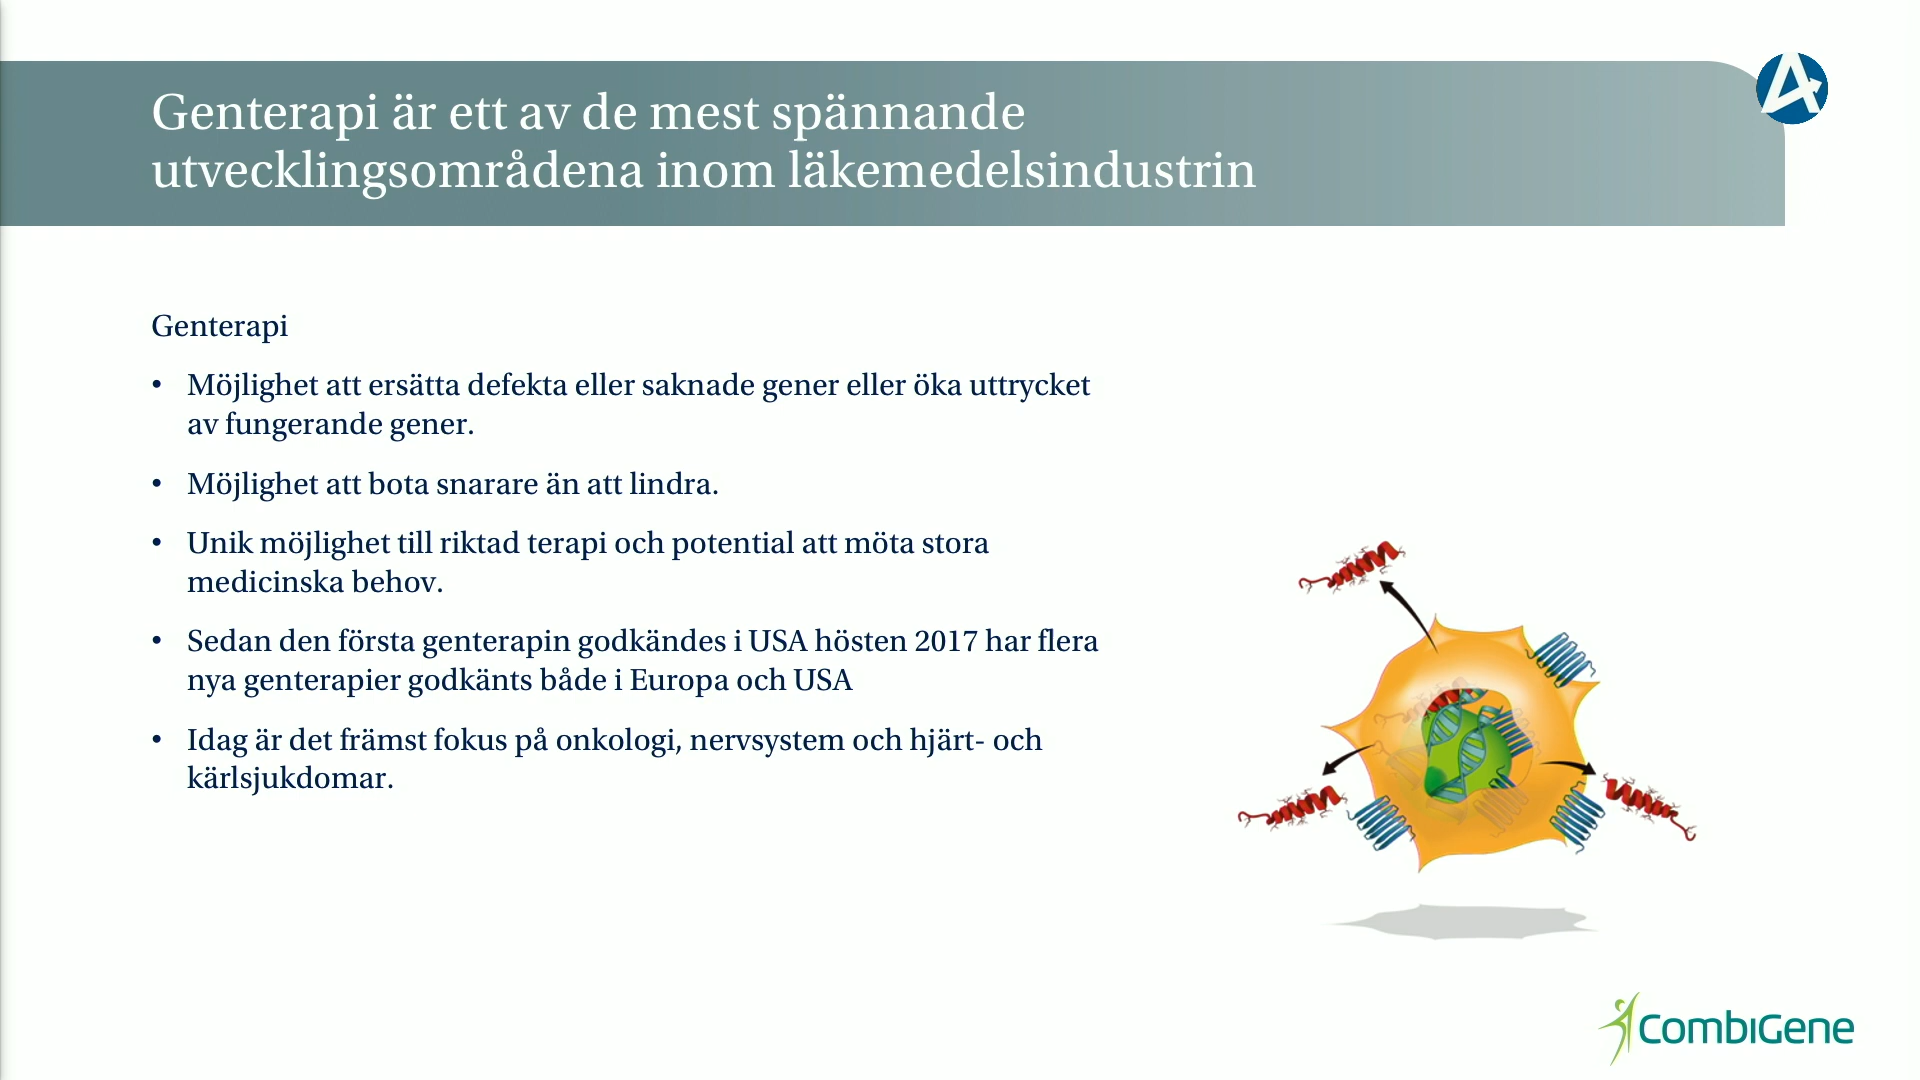 Genterapi är ett av de mest spännande
utvecklingsområdena inom läkemedelsindustrin
Genterapi
• Möjlighet att ersätta defekta eller saknade gener eller öka uttrycket
av fungerande gener.
• Möjlighet att bota snarare än att lindra.
• Unik möjlighet till riktad terapi och potential att möta stora
medicinska behov.
• Sedan den första genterapin godkändes i USA hösten 2017 har flera
nya genterapier godkänts både i Europa och USA
• Idag är det främst fokus på onkologi, nervsystem och hjärt- och
kärlsjukdomar.
CombiGene